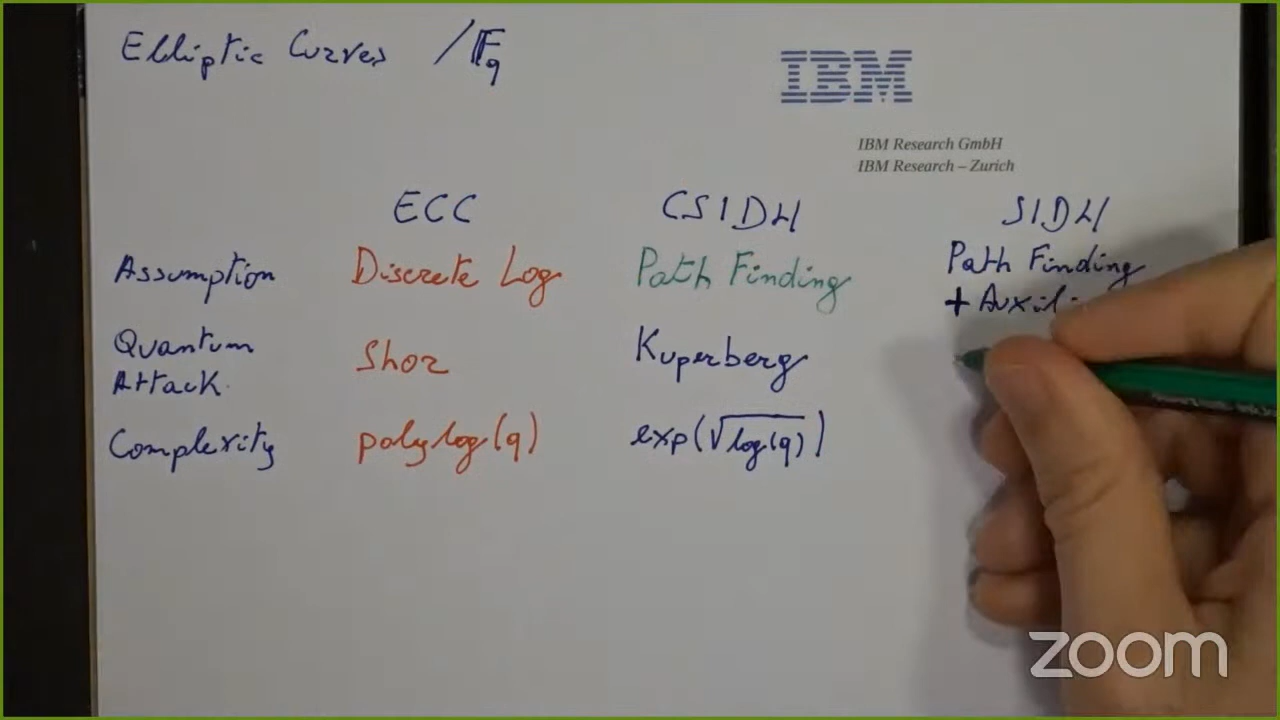 Elliptic Curves /𝔽q
IBM
IBM Research GmbH
IBM Research – Zurich
ECC CSIDH SIDH
Assumption Discrete Log Path Finding Path Finding
+
Quantum Attack Shor Kuperberg
Complexity polylog(q) exp(√log(q))
zoom